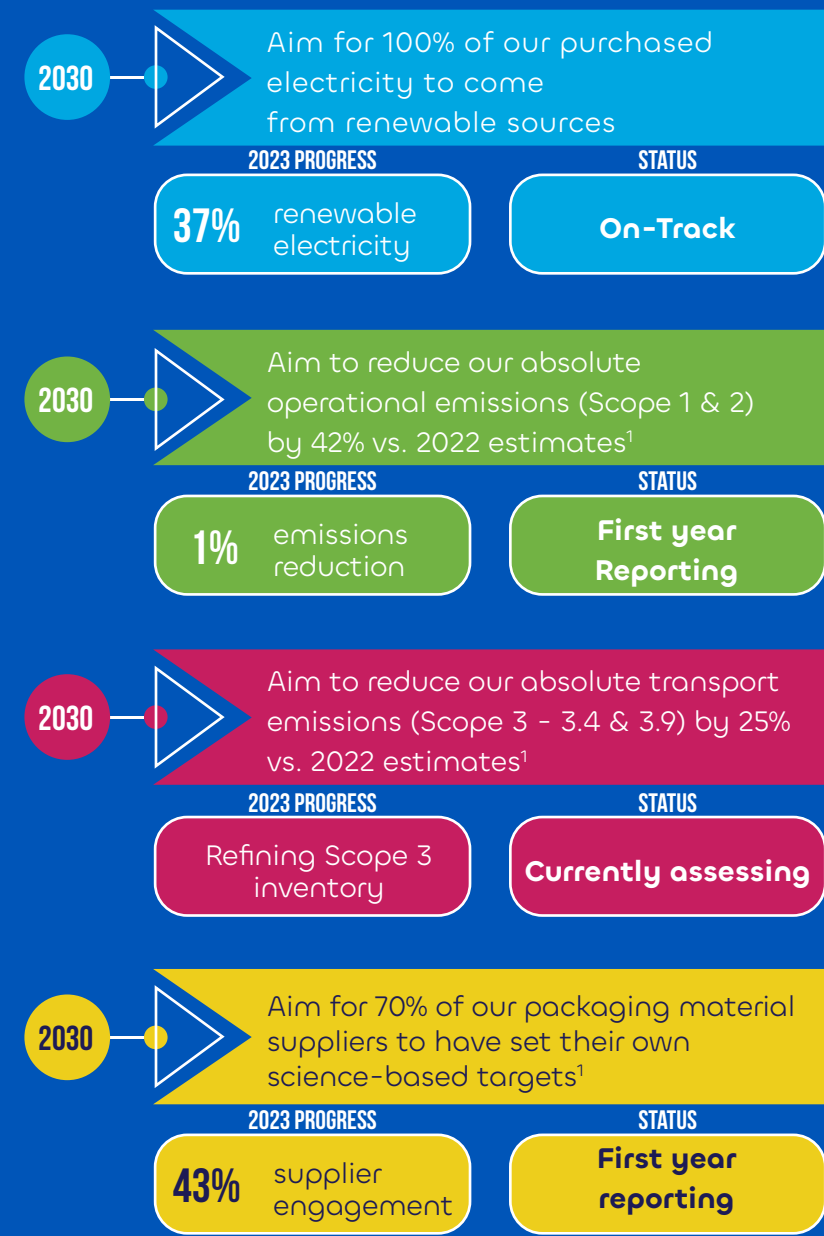 2030
Aim for 100% of our purchased
electricity to come
from renewable sources
2023 PROGRESS
STATUS
37%
renewable
electricity
On-Track
2030
Aim to reduce our absolute
operational emissions (Scope 1 & 2)
by 42% vs. 2022 estimates¹
2023 PROGRESS
STATUS
1%
emissions
reduction
First year
Reporting
2030
Aim to reduce our absolute transport
emissions (Scope 3 - 3.4 & 3.9) by 25%
vs. 2022 estimates¹
2023 PROGRESS
STATUS
Refining Scope 3
inventory
Currently assessing
2030
Aim for 70% of our packaging material
suppliers to have set their own
science-based targets¹
2023 PROGRESS
STATUS
43%
supplier
engagement
First year
reporting